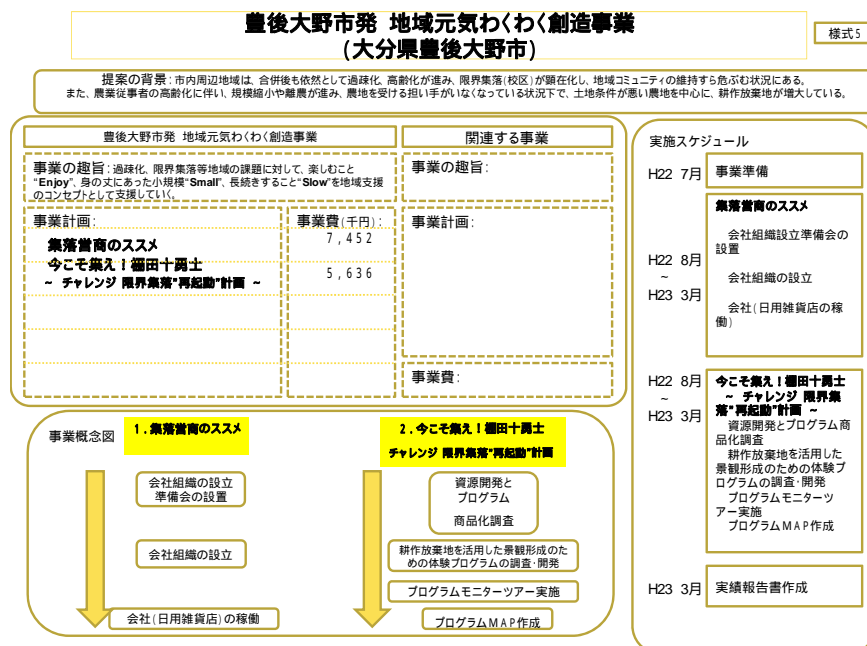 豊後大野市発 地域元気わくわく創造事業
(大分県豊後大野市)
様式5
提案の背景:市内周辺地域は、合併後も依然として過疎化、高齢化が進み、限界集落(校区)が顕在化し、地域コミュニティの維持すら危ぶむ状況にある。
また、農業従事者の高齢化に伴い、規模縮小や離農が進み、農地を受ける担い手がいなくなっている状況下で、土地条件が悪い農地を中心に、耕作放棄地が増大している。
豊後大野市発 地域元気わくわく創造事業
事業の趣旨:過疎化、限界集落等地域の課題に対して、楽しむこと
“Enjoy”、身の丈にあった小規模“Small”、長続きすること“Slow”を地域支援
のコンセプトとして支援していく。
事業計画:
集落営商のススメ
今こそ集え!棚田十勇士
~ チャレンジ 限界集落”再起動”計画 ~
事業費(千円):
7,452
5,636
関連する事業
事業の趣旨:
事業計画:
事業費:
事業概念図
1.集落営商のススメ
会社組織の設立
準備会の設置
会社組織の設立
会社(日用雑貨店)の稼働
2.今こそ集え!棚田十勇士
チャレンジ 限界集落”再起動”計画
資源開発と
プログラム
商品化調査
耕作放棄地を活用した景観形成のた
めの体験プログラムの調査・開発
プログラムモニターツアー実施
プログラムMAP作成
実施スケジュール
H22 7月
事業準備
H22 8月
~
H23 3月
集落営商のススメ
会社組織設立準備会の
設置
会社組織の設立
会社(日用雑貨店の稼
働)
H22 8月
~
H23 3月
今こそ集え!棚田十勇士
~ チャレンジ 限界集
落”再起動”計画 ~
資源開発とプログラム商
品化調査
耕作放棄地を活用した
景観形成のための体験プ
ログラムの調査・開発
プログラムモニターツ
アー実施
プログラムMAP作成
H23 3月
実績報告書作成